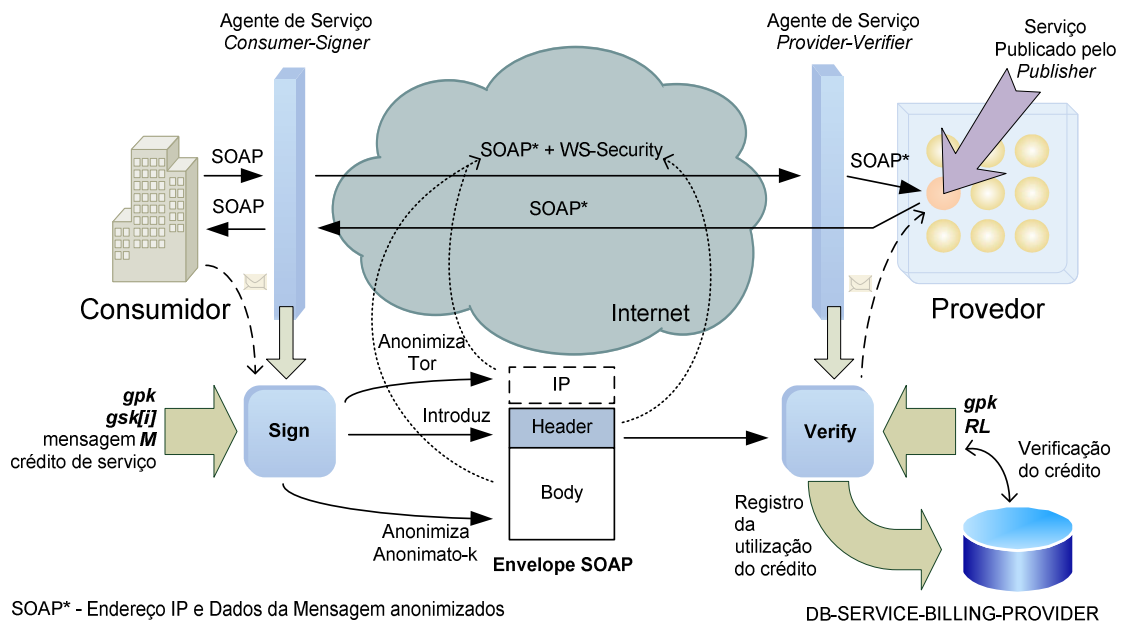 Agente de Serviço
Consumer-Signer
Agente de Serviço
Provider-Verifier
Serviço
Publicado pelo
Publisher
SOAP
SOAP
SOAP* + WS-Security
SOAP*
SOAP*
Consumidor
Internet
Provedor
Anonimiza
Tor
IP
gpk
gsk[i]
mensagem M
crédito de serviço
Sign
Introduz
Header
Body
Verify
gpk
RL
Verificação
do crédito
Anonimiza
Anonimato-k
Registro
da
utilização
do crédito
Envelope SOAP
SOAP* - Endereço IP e Dados da Mensagem anonimizados
DB-SERVICE-BILLING-PROVIDER